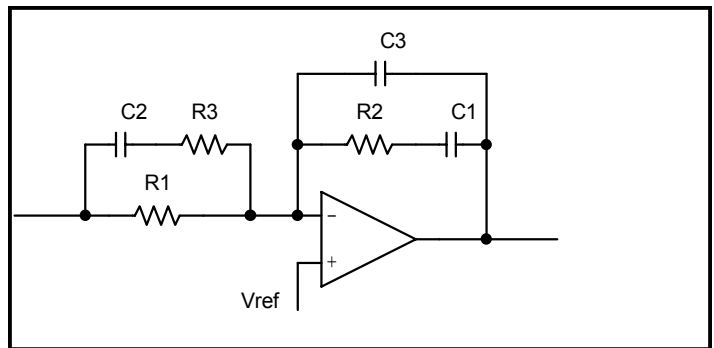 C3
C2 R3 R2 C1
R1
−
+
Vref